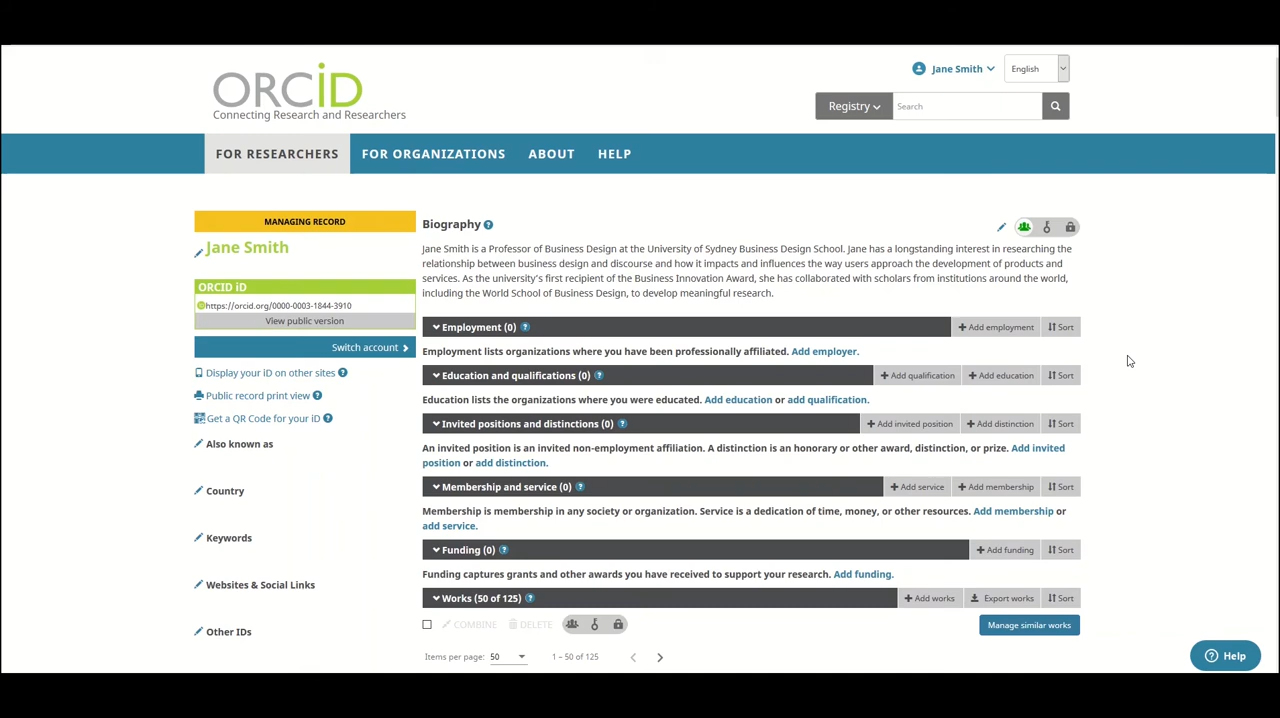 ORCiD
Connecting Research and Researchers
Jane Smith
English
Registry
Search
FOR RESEARCHERS
FOR ORGANIZATIONS
ABOUT
HELP
MANAGING RECORD
Jane Smith
ORCID iD
https://orcid.org/0000-0003-1844-3910
View public version
Switch account
Display your iD on other sites ?
Public record print view ?
Get a QR Code for your iD ?
Also known as
Country
Keywords
Websites & Social Links
Other IDs
Biography ?
Jane Smith is a Professor of Business Design at the University of Sydney Business Design School. Jane has a longstanding interest in researching the
relationship between business design and discourse and how it impacts and influences the way users approach the development of products and
services. As the university's first recipient of the Business Innovation Award, she has collaborated with scholars from institutions around the world,
including the World School of Business Design, to develop meaningful research.
Employment (0) ? Add employment Sort
Employment lists organizations where you have been professionally affiliated. Add employer.
Education and qualifications (0) ? Add qualification Add education Sort
Education lists the organizations where you were educated. Add education or add qualification.
Invited positions and distinctions (0) ? Add invited position Add distinction Sort
An invited position is an invited non-employment affiliation. A distinction is an honorary or other award, distinction, or prize. Add invited
position or add distinction.
Membership and service (0) ? Add service Add membership Sort
Membership is membership in any society or organization. Service is a dedication of time, money, or other resources. Add membership or
add service.
Funding (0) ? Add funding Sort
Funding captures grants and other awards you have received to support your research. Add funding.
Works (50 of 125) ? Add works Export works Sort
COMBINE DELETE Manage similar works
Items per page: 50 1 – 50 of 125
? Help